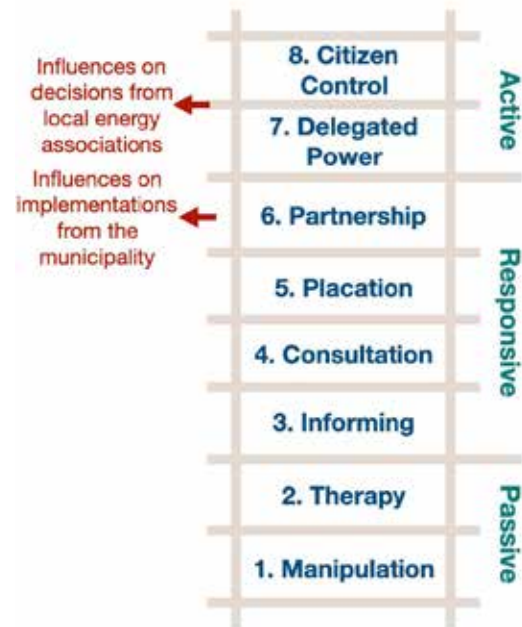 Influences on
decisions from
local energy
associations
Influences on
implementations
from the
municipality
8. Citizen
Control
7. Delegated
Power
6. Partnership
5. Placation
4. Consultation
3. Informing
2. Therapy
1. Manipulation
Active
Responsive
Passive